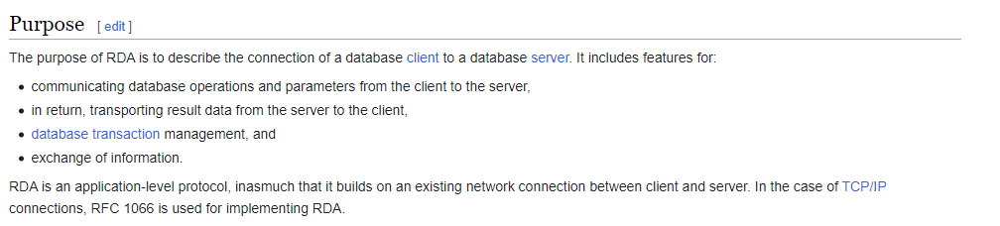 Purpose [ edit ]
The purpose of RDA is to describe the connection of a database client to a database server. It includes features for:
• communicating database operations and parameters from the client to the server,
• in return, transporting result data from the server to the client,
• database transaction management, and
• exchange of information.
RDA is an application-level protocol, inasmuch that it builds on an existing network connection between client and server. In the case of TCP/IP
connections, RFC 1066 is used for implementing RDA.